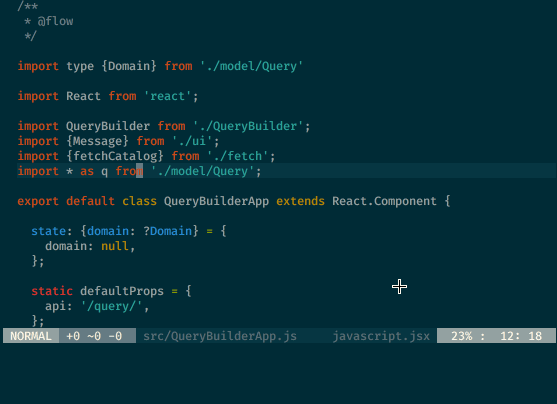 /**
 * @flow
 */
import type {Domain} from './model/Query'
import React from 'react';
import QueryBuilder from './QueryBuilder';
import {Message} from './ui';
import {fetchCatalog} from './fetch';
import * as q from './model/Query';
export default class QueryBuilderApp extends React.Component {
  state: {domain: ?Domain} = {
    domain: null,
  };
  static defaultProps = {
    api: '/query/',
  };
NORMAL +0 ~0 -0 src/QueryBuilderApp.js javascript.jsx 23% : 12: 18